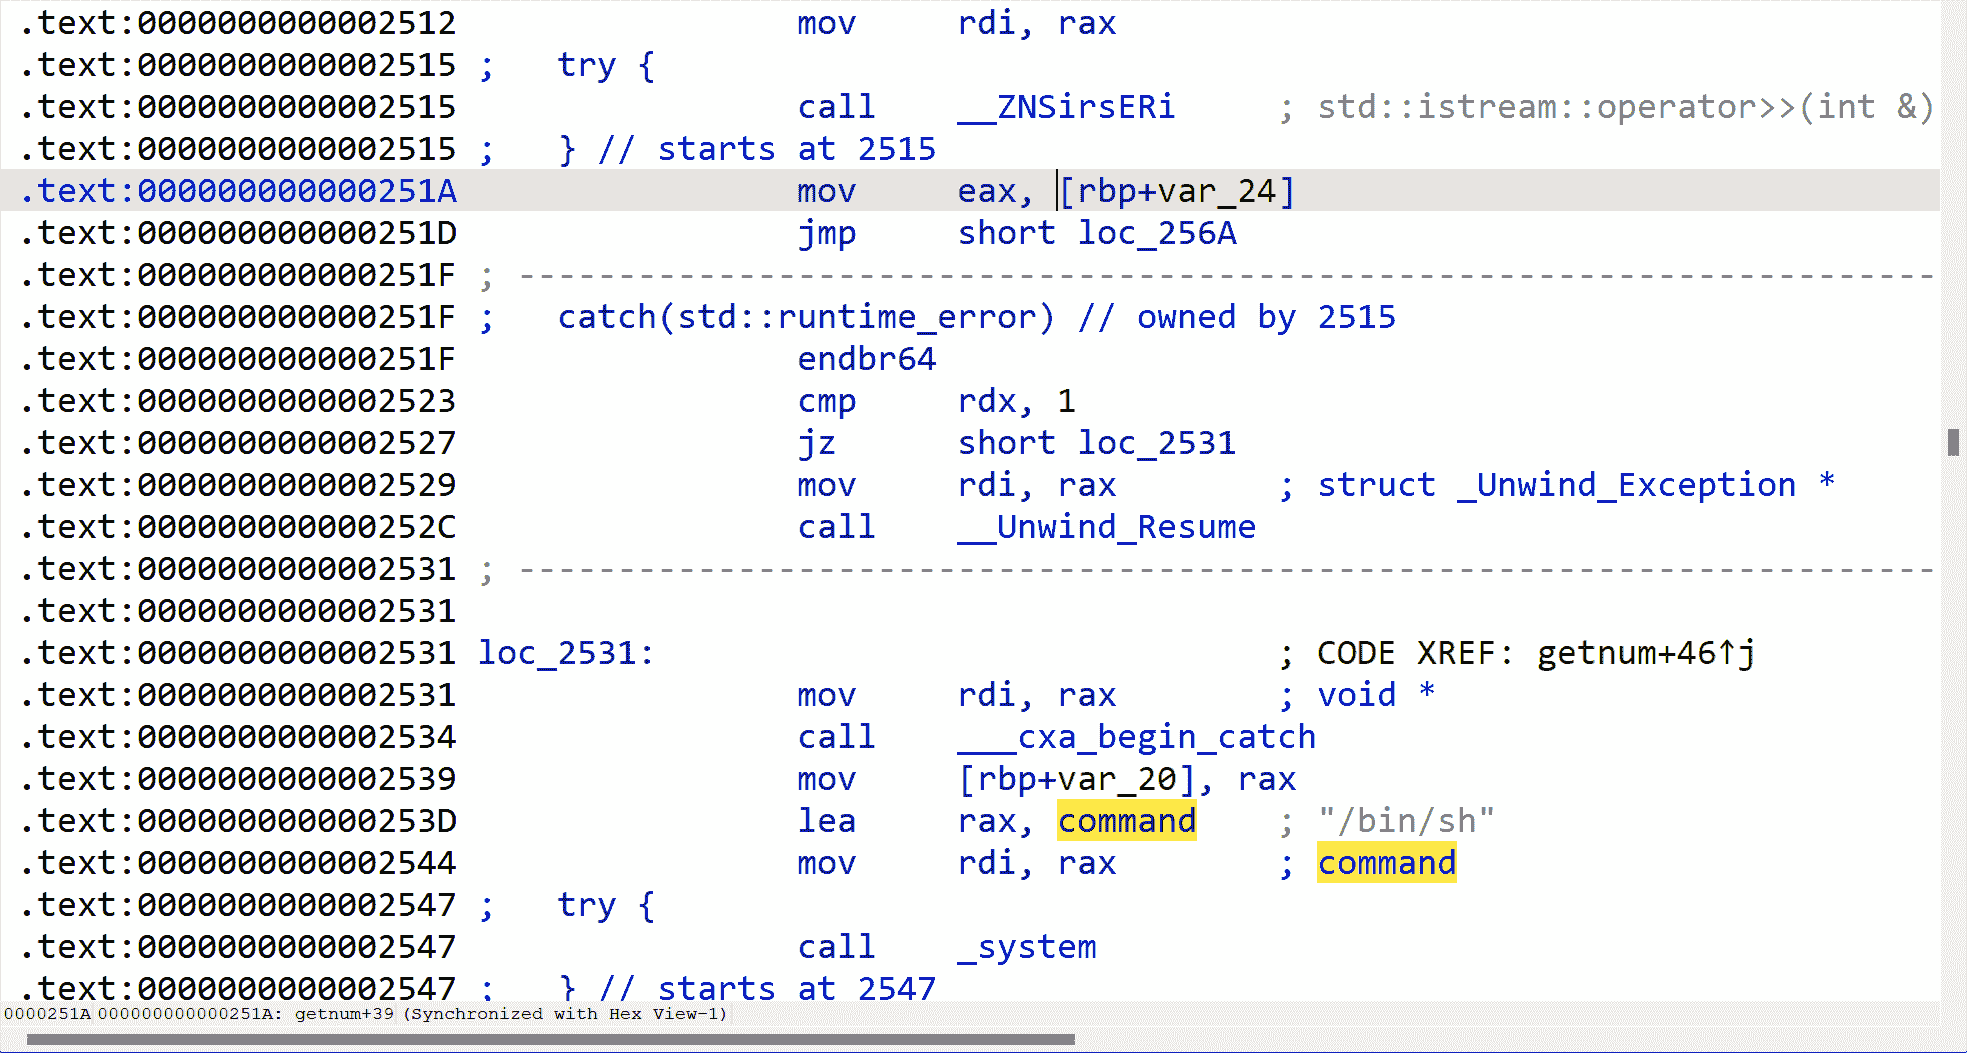 .text:0000000000002512                 mov     rdi, rax
.text:0000000000002515 ;   try {
.text:0000000000002515                 call    __ZNSirsERi     ; std::istream::operator>>(int &)
.text:0000000000002515 ;   } // starts at 2515
.text:000000000000251A                 mov     eax, [rbp+var_24]
.text:000000000000251D                 jmp     short loc_256A
.text:000000000000251F ; -----------------------------------------------------------------------
.text:000000000000251F ;   catch(std::runtime_error) // owned by 2515
.text:000000000000251F                 endbr64
.text:0000000000002523                 cmp     rdx, 1
.text:0000000000002527                 jz      short loc_2531
.text:0000000000002529                 mov     rdi, rax        ; struct _Unwind_Exception *
.text:000000000000252C                 call    __Unwind_Resume
.text:0000000000002531 ; -----------------------------------------------------------------------
.text:0000000000002531
.text:0000000000002531 loc_2531:                               ; CODE XREF: getnum+46↑j
.text:0000000000002531                 mov     rdi, rax        ; void *
.text:0000000000002534                 call    ___cxa_begin_catch
.text:0000000000002539                 mov     [rbp+var_20], rax
.text:000000000000253D                 lea     rax, command    ; "/bin/sh"
.text:0000000000002544                 mov     rdi, rax        ; command
.text:0000000000002547 ;   try {
.text:0000000000002547                 call    _system
.text:0000000000002547 ;   } // starts at 2547
0000251A 000000000000251A: getnum+39 (Synchronized with Hex View-1)